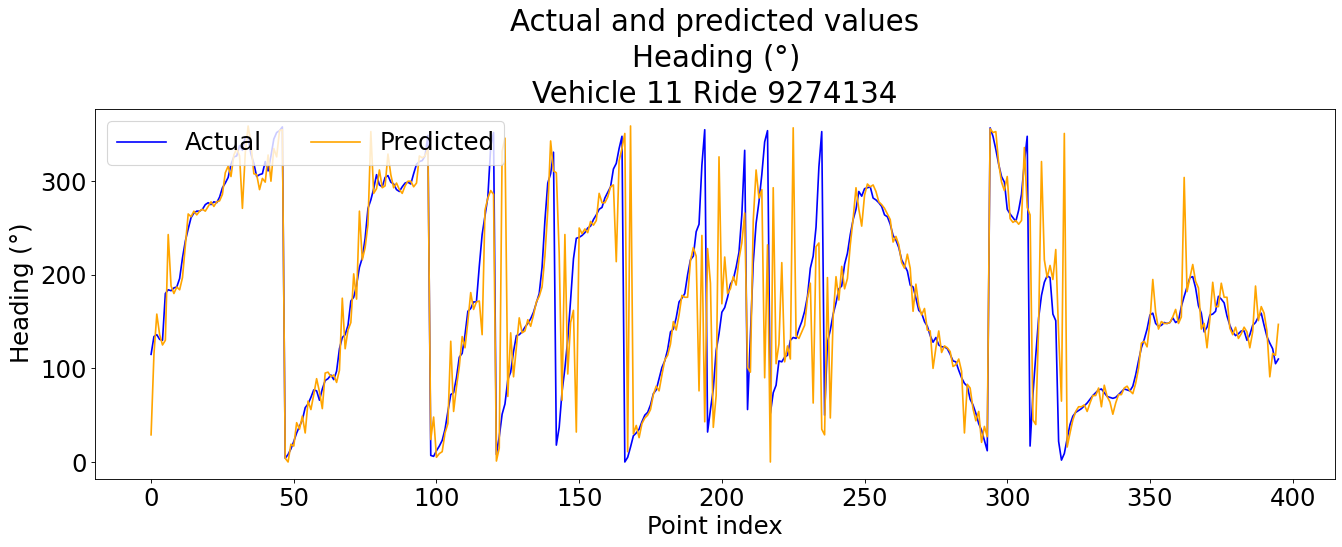 Actual and predicted values
Heading (°)
Vehicle 11 Ride 9274134
Actual
Predicted
Heading (°)
300
200
100
0
0
50
100
150
200
250
300
350
400
Point index